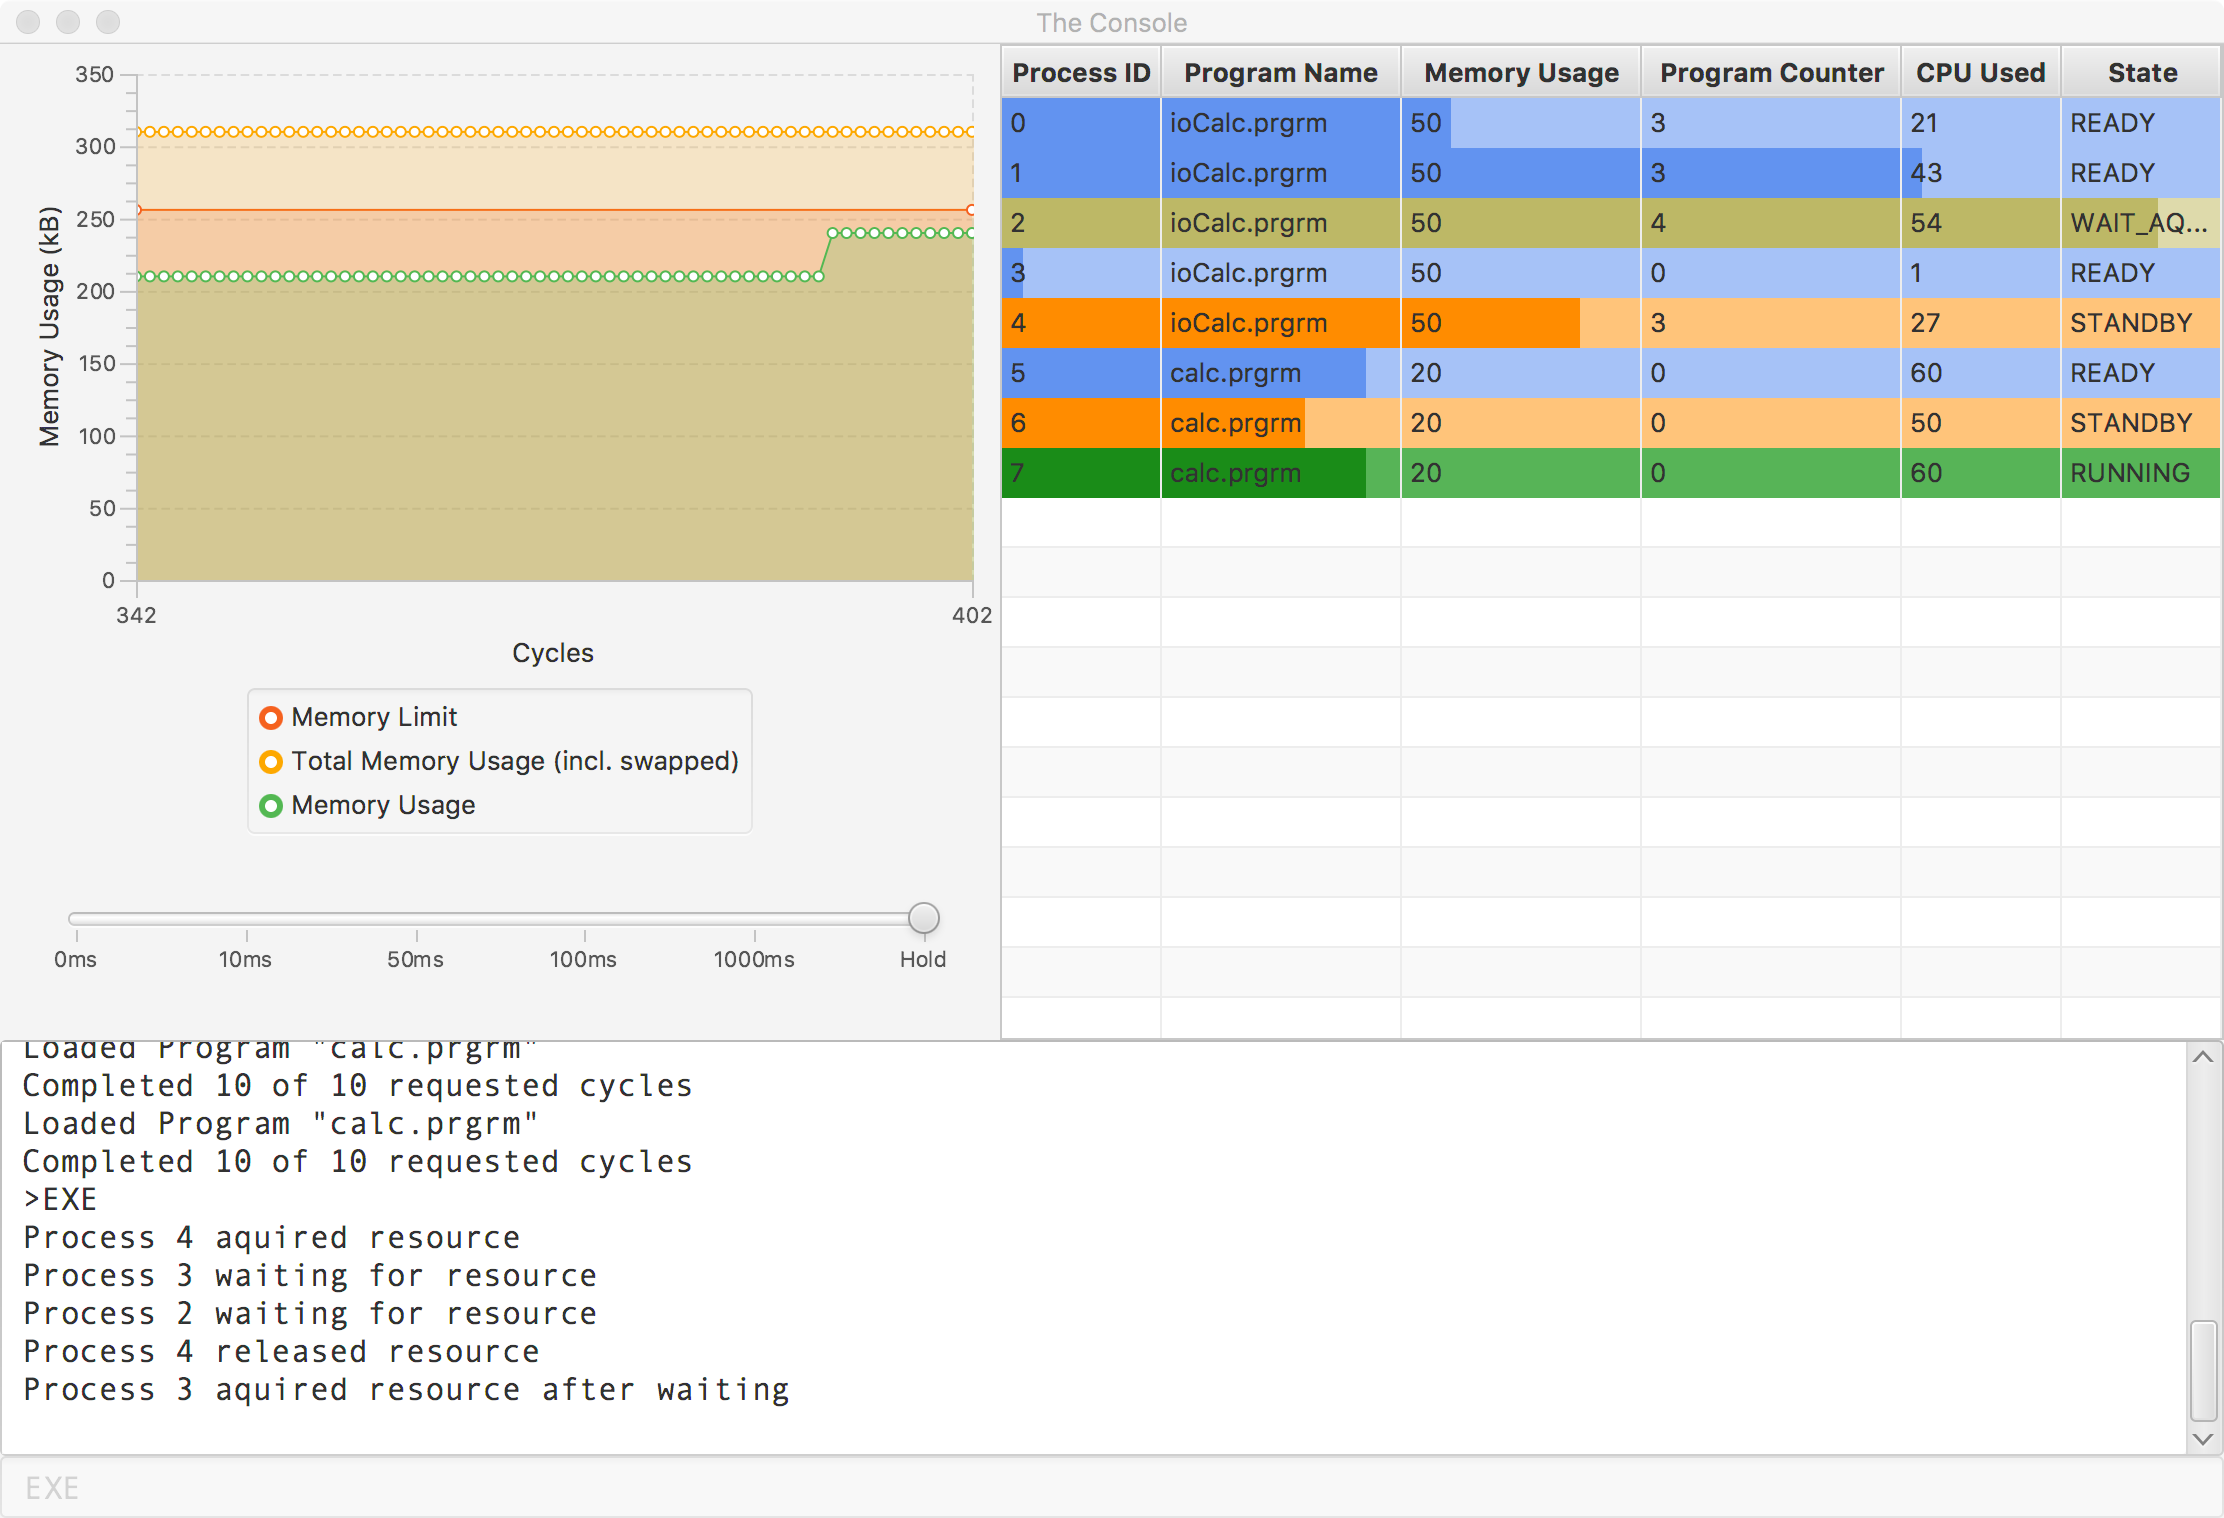 The Console
350
300
250
200
150
100
50
0
Memory Usage (kB)
342 402
Cycles
Memory Limit
Total Memory Usage (incl. swapped)
Memory Usage
0ms 10ms 50ms 100ms 1000ms Hold
Process ID Program Name Memory Usage Program Counter CPU Used State
0 ioCalc.prgrm 50 3 21 READY
1 ioCalc.prgrm 50 3 43 READY
2 ioCalc.prgrm 50 4 54 WAIT_AQ...
3 ioCalc.prgrm 50 0 1 READY
4 ioCalc.prgrm 50 3 27 STANDBY
5 calc.prgrm 20 0 60 READY
6 calc.prgrm 20 0 50 STANDBY
7 calc.prgrm 20 0 60 RUNNING
Loaded Program "calc.prgrm"
Completed 10 of 10 requested cycles
Loaded Program "calc.prgrm"
Completed 10 of 10 requested cycles
>EXE
Process 4 aquired resource
Process 3 waiting for resource
Process 2 waiting for resource
Process 4 released resource
Process 3 aquired resource after waiting
EXE